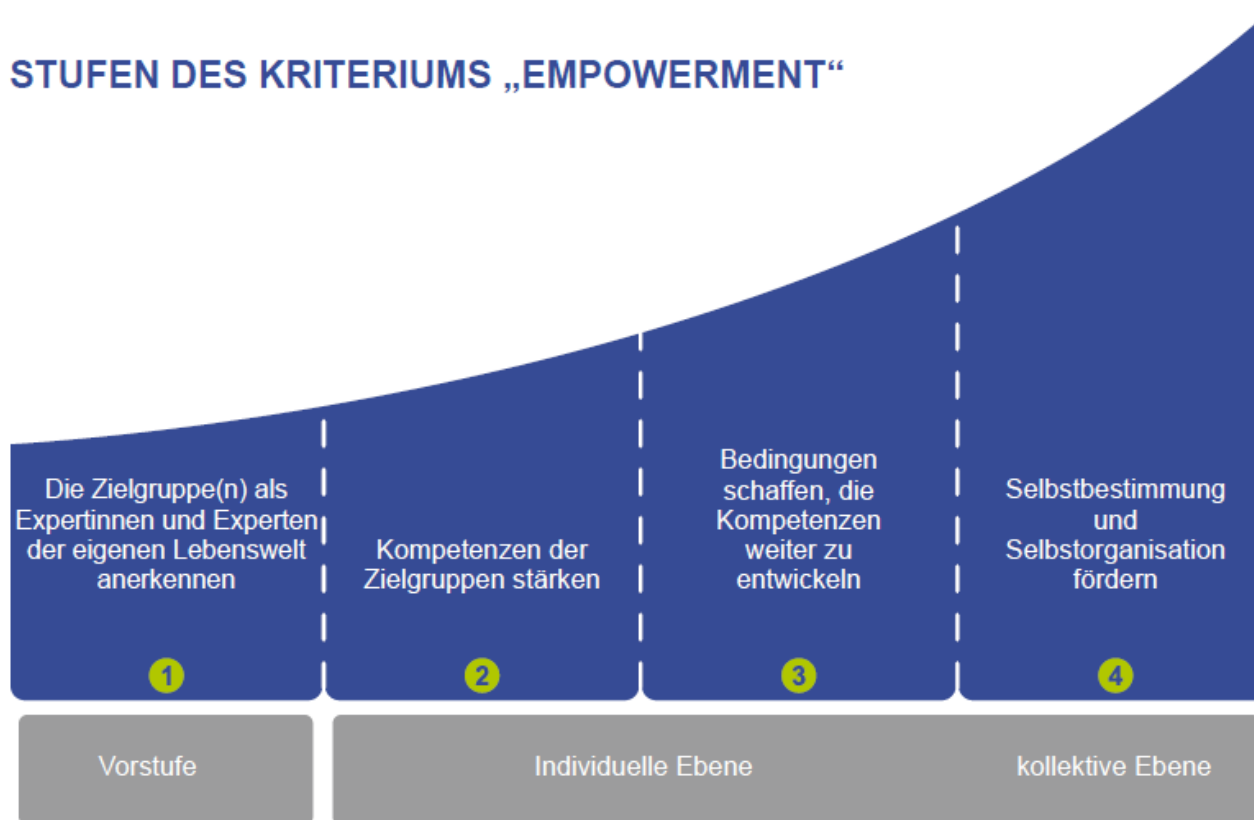 STUFEN DES KRITERIUMS „EMPOWERMENT“
Die Zielgruppe(n) als
Expertinnen und Experten
der eigenen Lebenswelt
anerkennen
1
Kompetenzen der
Zielgruppen stärken
2
Bedingungen
schaffen, die
Kompetenzen
weiter zu
entwickeln
3
Selbstbestimmung
und
Selbstorganisation
fördern
4
Vorstufe
Individuelle Ebene
kollektive Ebene